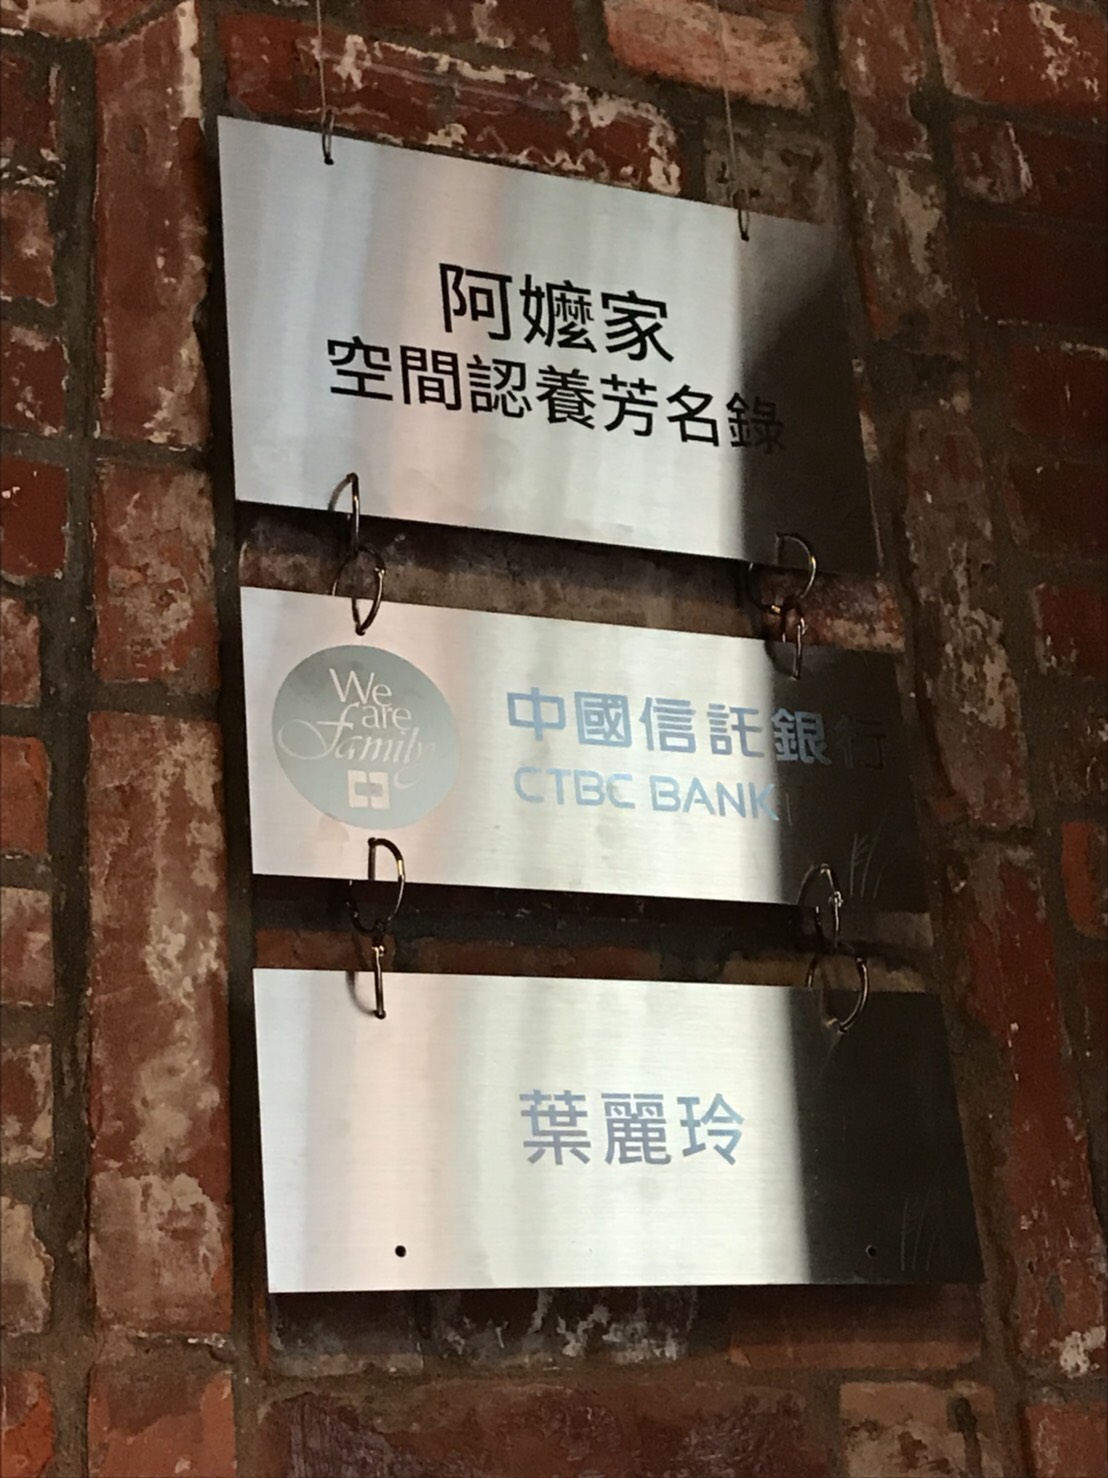 阿嬤家
空間認養芳名錄
We
are
Family
中國信託銀行
CTBC BANK
葉麗玲